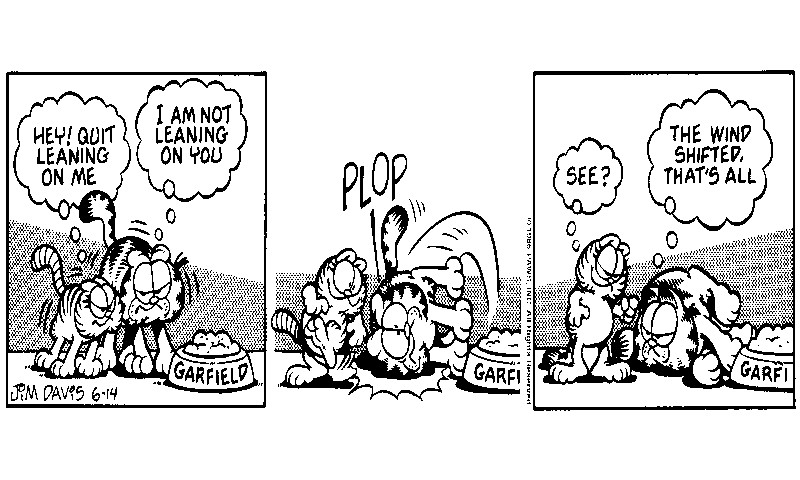 HEY! QUIT
LEANING
ON ME
I AM NOT
LEANING
ON YOU
GARFIELD
JIM DAVIS 6-14
PLOP
GARFI
SEE?
THE WIND
SHIFTED,
THAT'S ALL
GARFI